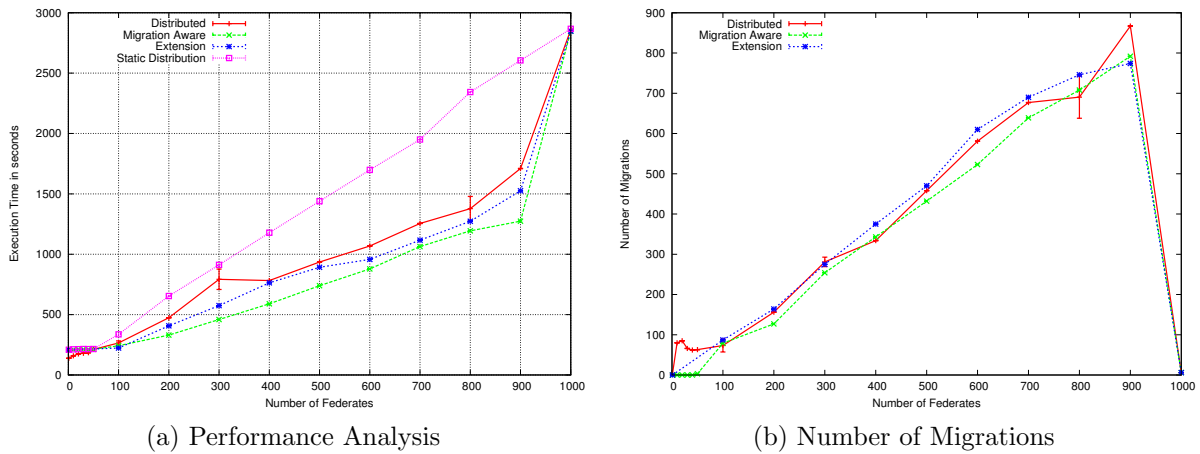 3000
2500
2000
1500
1000
500
0
Execution Time in seconds
Distributed
Migration Aware
Extension
Static Distribution
0 100 200 300 400 500 600 700 800 900 1000
Number of Federates
(a) Performance Analysis
900
800
700
600
500
400
300
200
100
0
Number of Migrations
Distributed
Migration Aware
Extension
0 100 200 300 400 500 600 700 800 900 1000
Number of Federates
(b) Number of Migrations